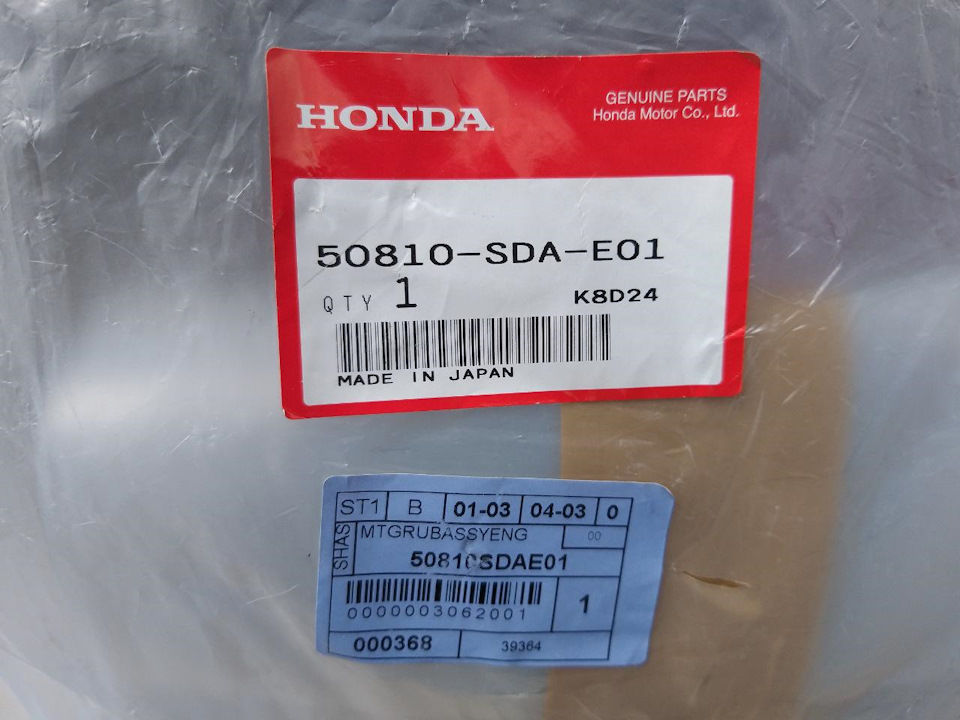 HONDA
GENUINE PARTS
Honda Motor Co., Ltd.
50810-SDA-E01
QTY 1 K8D24
MADE IN JAPAN
ST1 B 01-03 04-03 0
SHAS
MTGRUBASSYENG 00
50810SDAE01
0000003062001 1
000368 39364